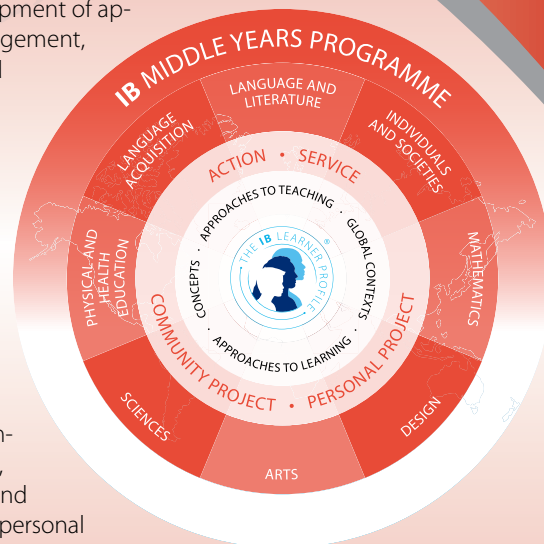 pment of ap-
gement,
IB MIDDLE YEARS PROGRAMME
LANGUAGE AND
LITERATURE
LANGUAGE
ACQUISITION
INDIVIDUALS
AND SOCIETIES
ACTION • SERVICE
APPROACHES TO TEACHING · GLOBAL CONTEXTS · APPROACHES TO LEARNING · CONCEPTS ·
THE IB LEARNER PROFILE ®
PHYSICAL AND
HEALTH
EDUCATION
MATHEMATICS
COMMUNITY PROJECT • PERSONAL PROJECT
SCIENCES
DESIGN
ARTS
n-
,
nd
personal